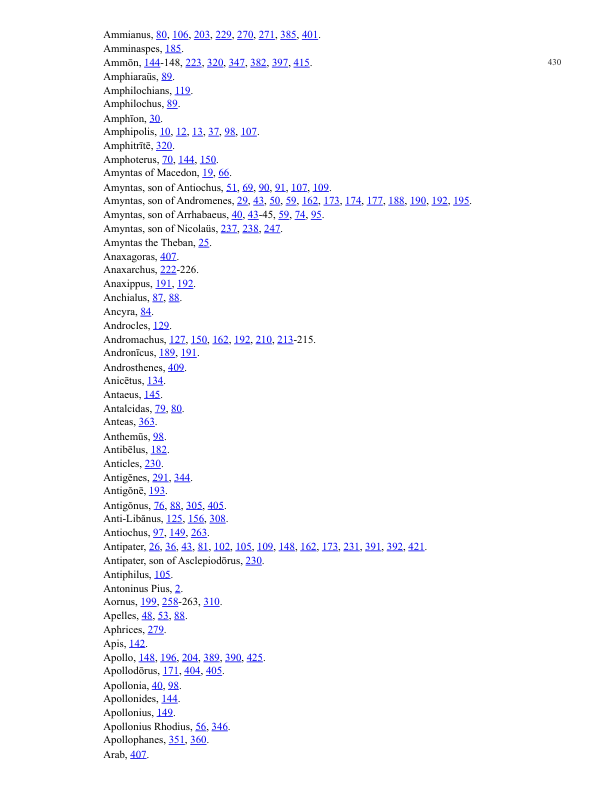 Ammianus, 80, 106, 203, 229, 270, 271, 385, 401.
Amminaspes, 185.
Ammōn, 144-148, 223, 320, 347, 382, 397, 415.
430
Amphiaraüs, 89.
Amphilochians, 119.
Amphilochus, 89.
Amphīon, 30.
Amphipolis, 10, 12, 13, 37, 98, 107.
Amphitrītē, 320.
Amphoterus, 70, 144, 150.
Amyntas of Macedon, 19, 66.
Amyntas, son of Antiochus, 51, 69, 90, 91, 107, 109.
Amyntas, son of Andromenes, 29, 43, 50, 59, 162, 173, 174, 177, 188, 190, 192, 195.
Amyntas, son of Arrhabaeus, 40, 43-45, 59, 74, 95.
Amyntas, son of Nicolaüs, 237, 238, 247.
Amyntas the Theban, 25.
Anaxagoras, 407.
Anaxarchus, 222-226.
Anaxippus, 191, 192.
Anchialus, 87, 88.
Ancyra, 84.
Androcles, 129.
Andromachus, 127, 150, 162, 192, 210, 213-215.
Andronīcus, 189, 191.
Androsthenes, 409.
Anicētus, 134.
Antaeus, 145.
Antalcidas, 79, 80.
Anteas, 363.
Anthemūs, 98.
Antibēlus, 182.
Anticles, 230.
Antigēnes, 291, 344.
Antigōnē, 193.
Antigōnus, 76, 88, 305, 405.
Anti-Libānus, 125, 156, 308.
Antiochus, 97, 149, 263.
Antipater, 26, 36, 43, 81, 102, 105, 109, 148, 162, 173, 231, 391, 392, 421.
Antipater, son of Asclepiodōrus, 230.
Antiphilus, 105.
Antoninus Pius, 2.
Aornus, 199, 258-263, 310.
Apelles, 48, 53, 88.
Aphrices, 279.
Apis, 142.
Apollo, 148, 196, 204, 389, 390, 425.
Apollodōrus, 171, 404, 405.
Apollonia, 40, 98.
Apollonides, 144.
Apollonius, 149.
Apollonius Rhodius, 56, 346.
Apollophanes, 351, 360.
Arab, 407.